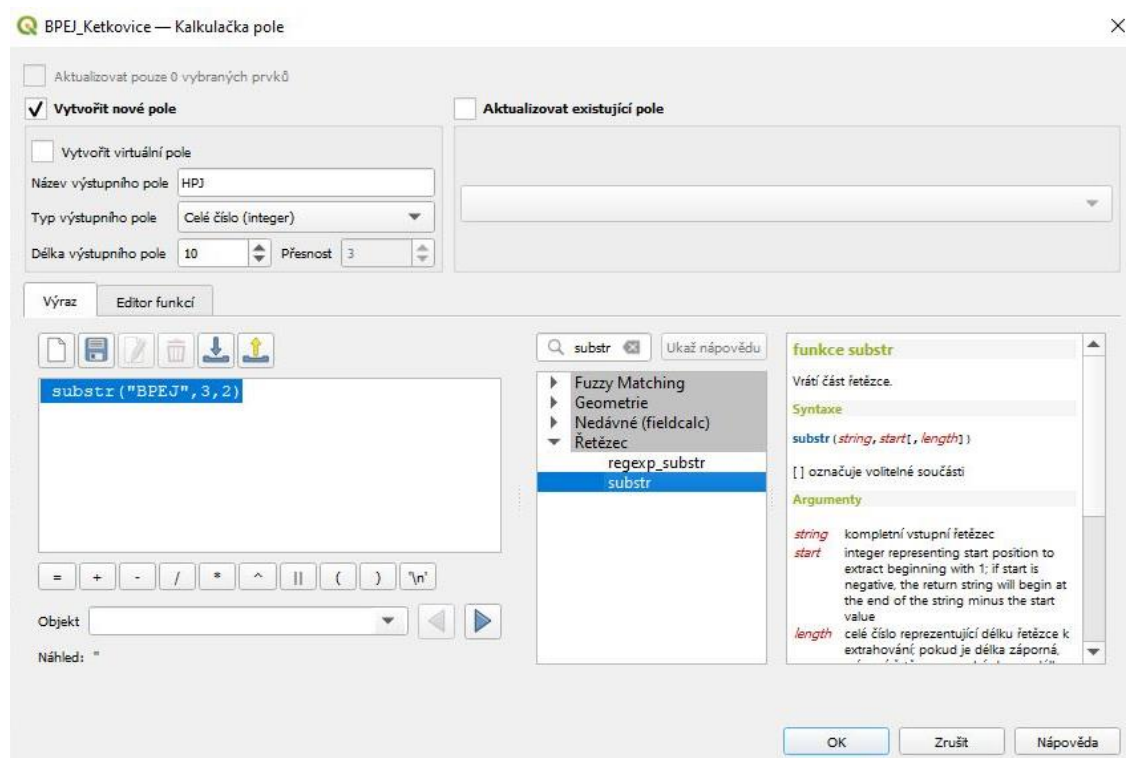 BPEJ_Ketkovice — Kalkulačka pole
Aktualizovat pouze 0 vybraných prvků
Vytvořit nové pole
Aktualizovat existující pole
Vytvořit virtuální pole
Název výstupního pole HPJ
Typ výstupního pole Celé číslo (integer)
Délka výstupního pole 10 Přesnost 3
Výraz Editor funkcí
substr("BPEJ",3,2)
= + - / * ^ || ( ) '\n'
Objekt
Náhled: ''
substr Ukaž nápovědu
Fuzzy Matching
Geometrie
Nedávné (fieldcalc)
Řetězec
regexp_substr
substr
funkce substr
Vrátí část řetězce.
Syntaxe
substr(string,start[,length])
[ ] označuje volitelné součásti
Argumenty
string kompletní vstupní řetězec
start integer representing start position to
extract beginning with 1; if start is
negative, the return string will begin at
the end of the string minus the start
value
length celé číslo reprezentující délku řetězce k
extrahování; pokud je délka záporná,
OK Zrušit Nápověda